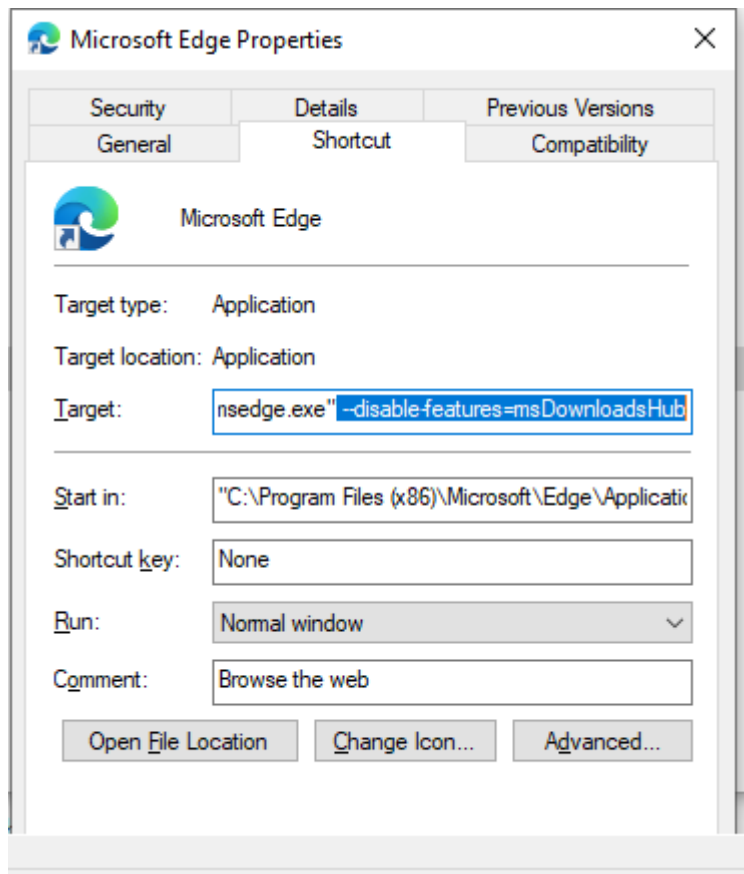 Microsoft Edge Properties
Security Details Previous Versions
General Shortcut Compatibility
Microsoft Edge
Target type: Application
Target location: Application
Target: nsedge.exe" --disable-features=msDownloadsHub
Start in: "C:\Program Files (x86)\Microsoft\Edge\Applicatic
Shortcut key: None
Run: Normal window
Comment: Browse the web
Open File Location Change Icon... Advanced...